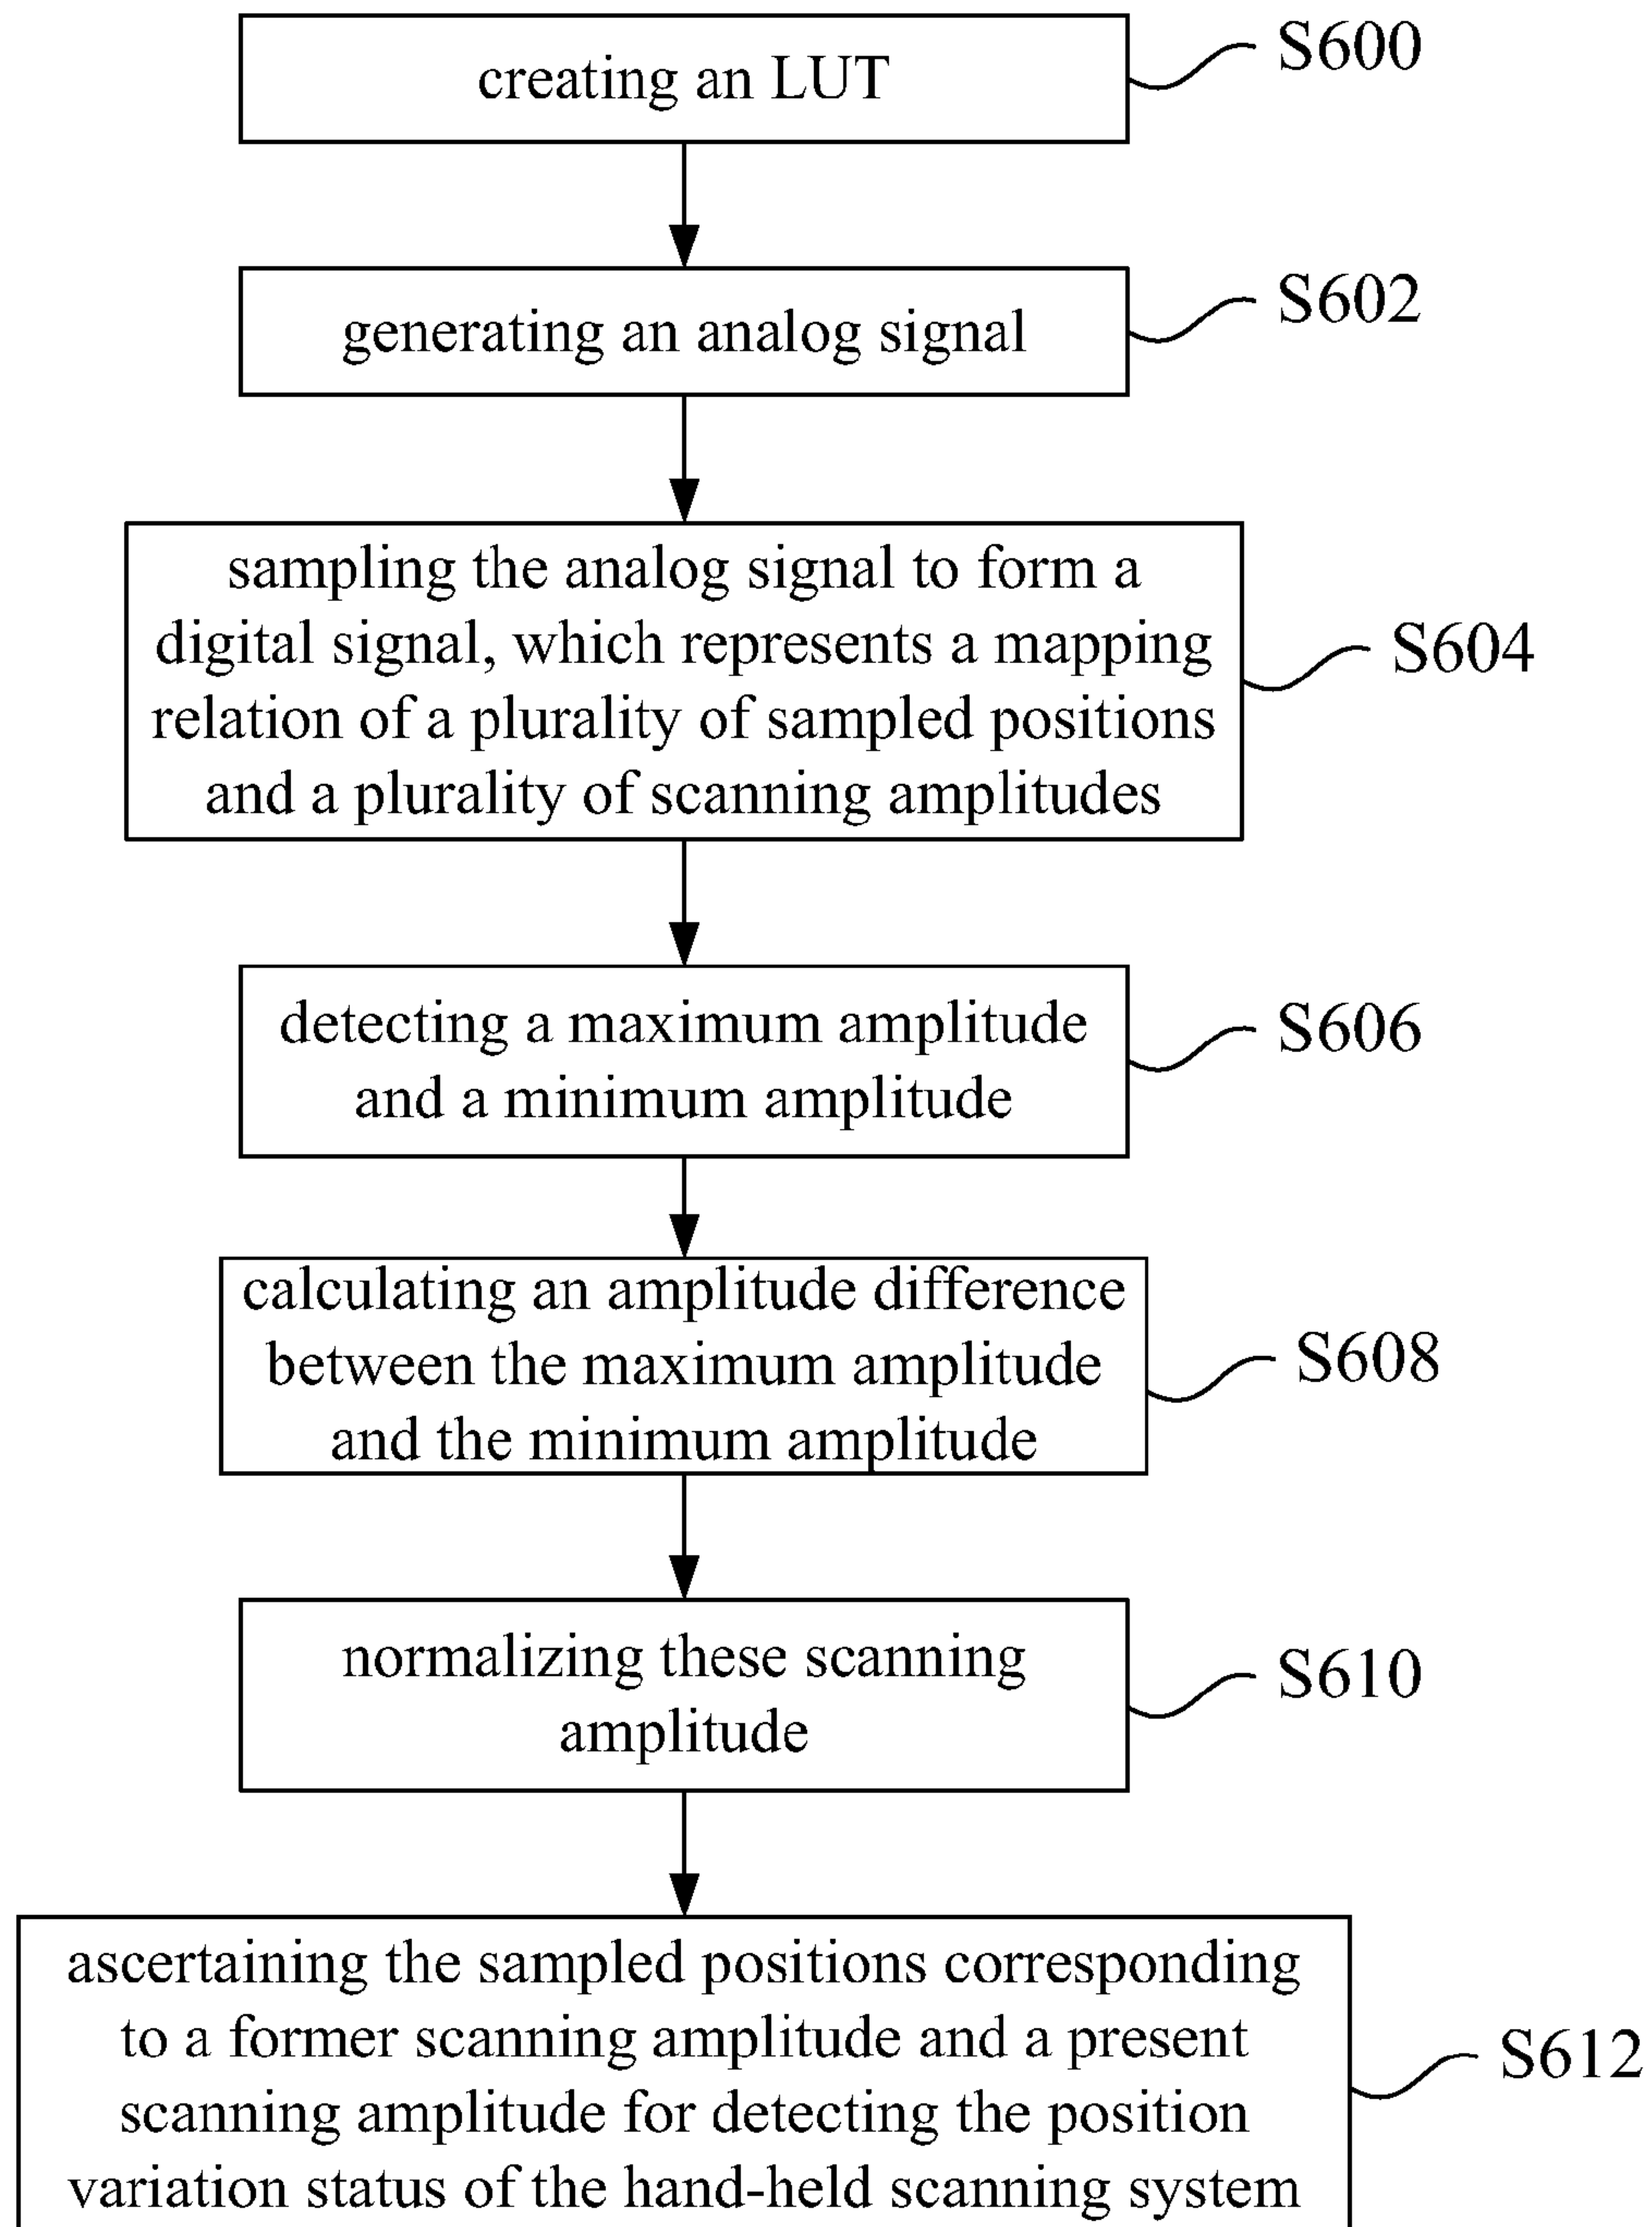 creating an LUT
S600
generating an analog signal
S602
sampling the analog signal to form a
digital signal, which represents a mapping
relation of a plurality of sampled positions
and a plurality of scanning amplitudes
S604
detecting a maximum amplitude
and a minimum amplitude
S606
calculating an amplitude difference
between the maximum amplitude
and the minimum amplitude
S608
normalizing these scanning
amplitude
S610
ascertaining the sampled positions corresponding
to a former scanning amplitude and a present
scanning amplitude for detecting the position
variation status of the hand-held scanning system
S612